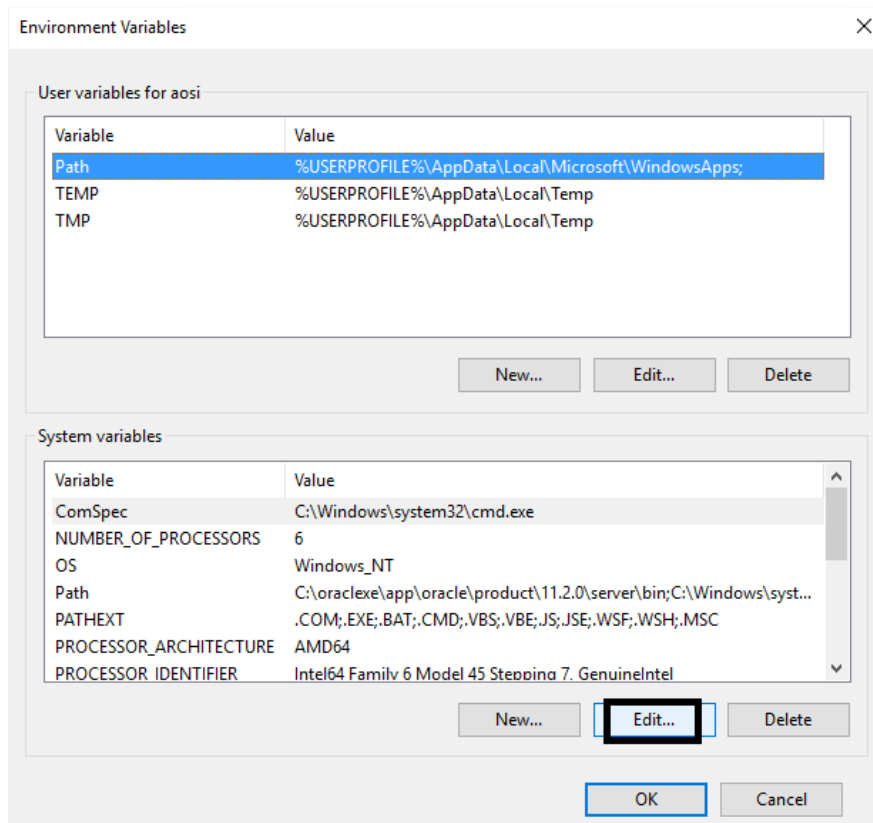 Environment Variables
User variables for aosi
Variable Value
Path %USERPROFILE%\AppData\Local\Microsoft\WindowsApps;
TEMP %USERPROFILE%\AppData\Local\Temp
TMP %USERPROFILE%\AppData\Local\Temp
New... Edit... Delete
System variables
Variable Value
ComSpec C:\Windows\system32\cmd.exe
NUMBER_OF_PROCESSORS 6
OS Windows_NT
Path C:\oraclexe\app\oracle\product\11.2.0\server\bin;C:\Windows\syst...
PATHEXT .COM;.EXE;.BAT;.CMD;.VBS;.VBE;.JS;.JSE;.WSF;.WSH;.MSC
PROCESSOR_ARCHITECTURE AMD64
PROCESSOR_IDENTIFIER Intel64 Family 6 Model 45 Stepping 7, GenuineIntel
New... Edit... Delete
OK Cancel